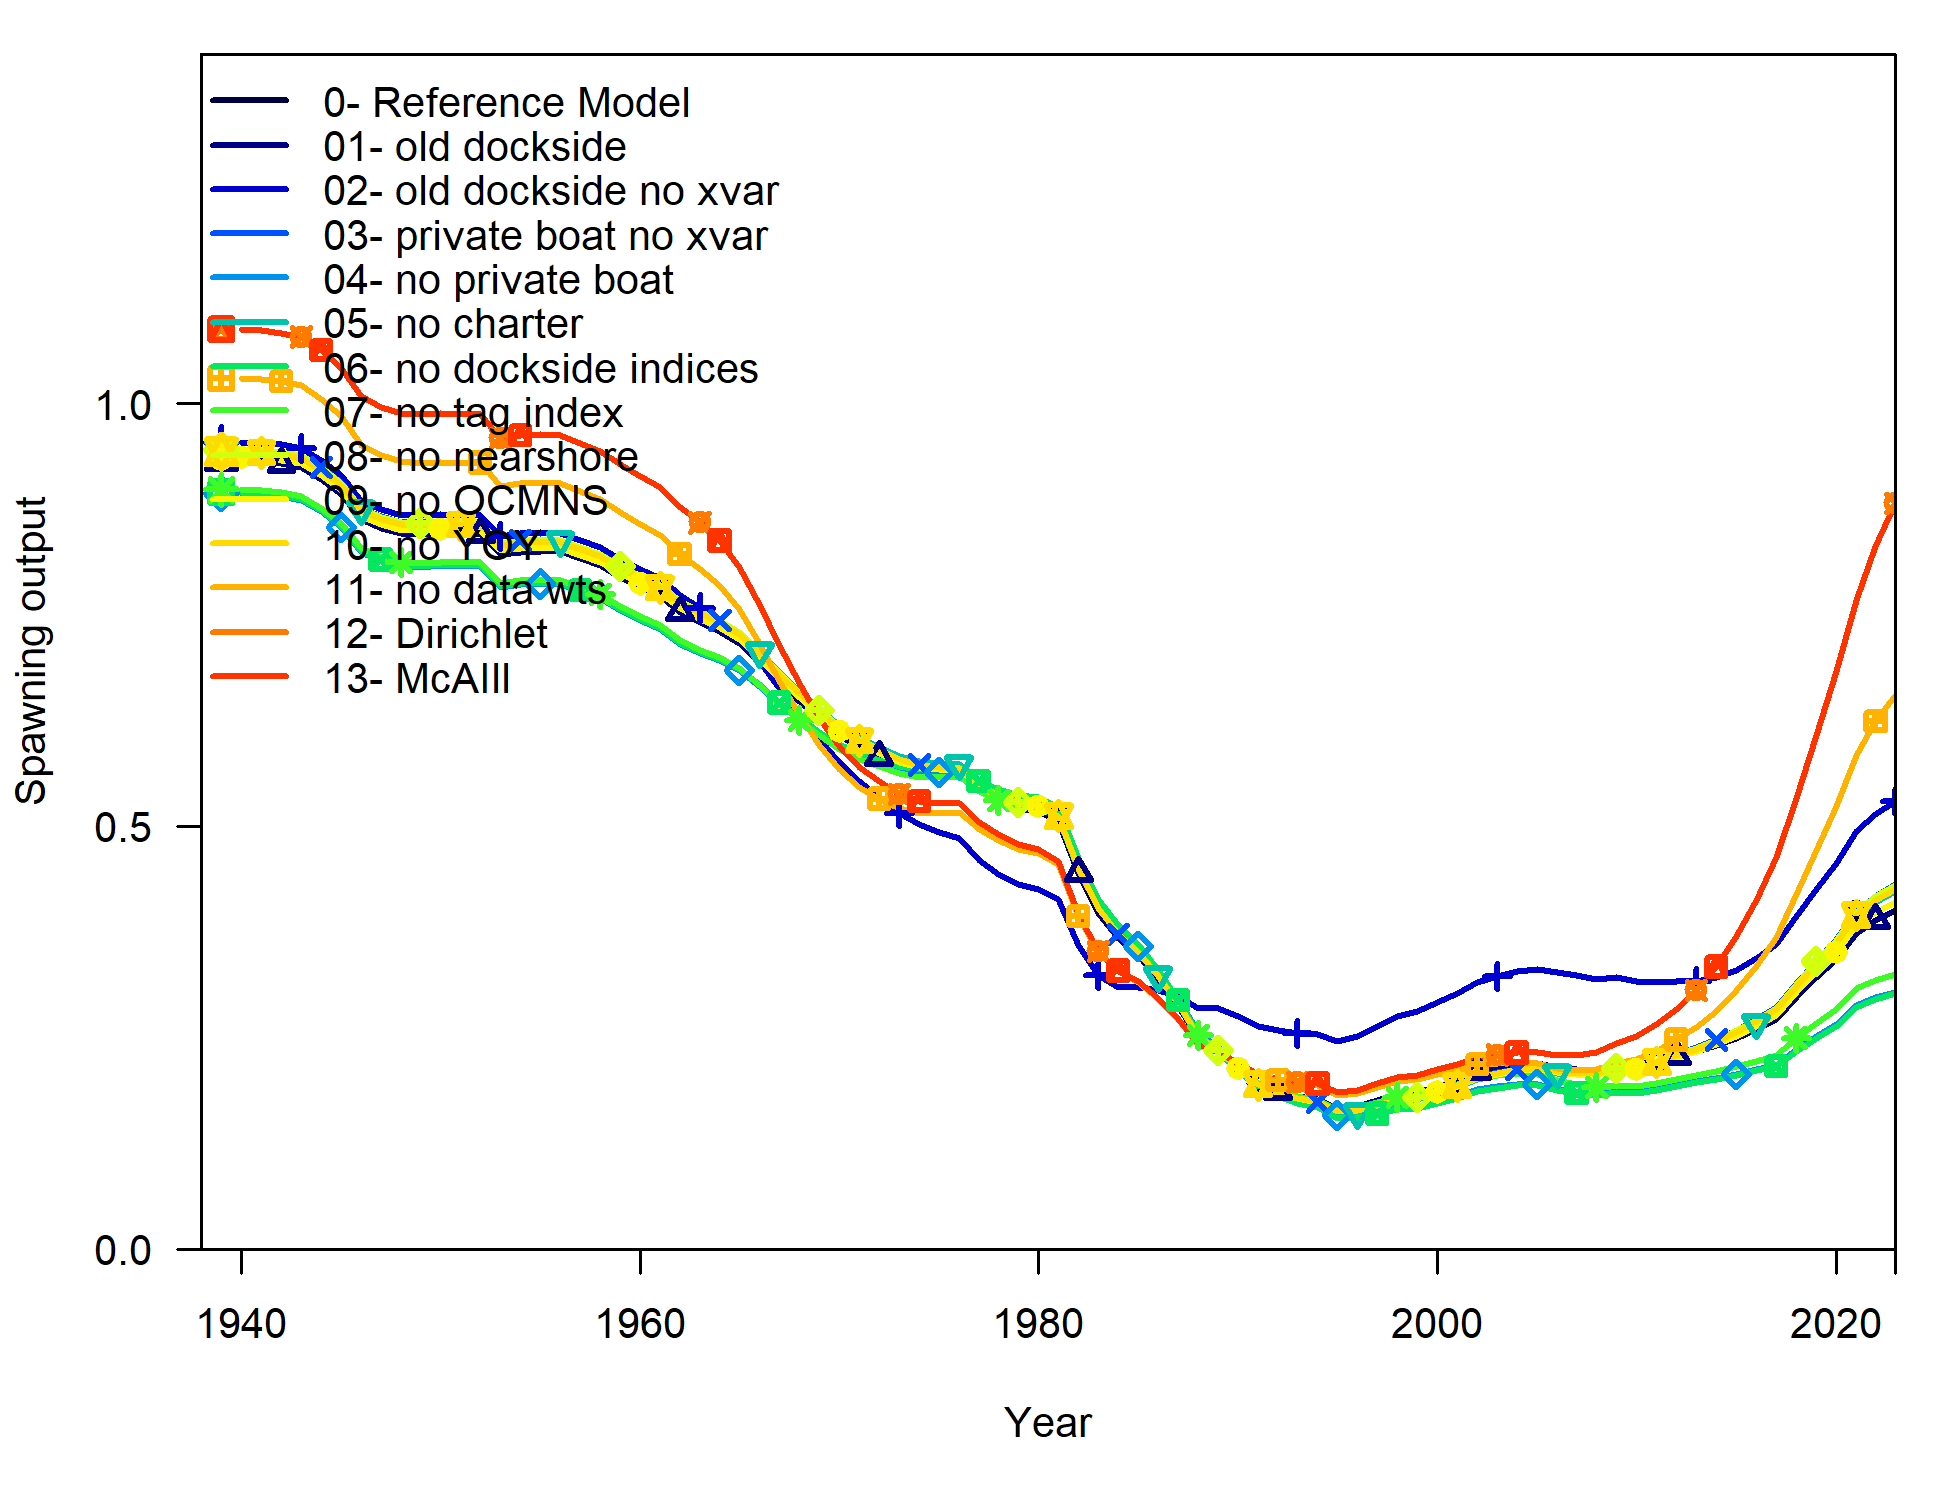 0- Reference Model
01- old dockside
02- old dockside no xvar
03- private boat no xvar
04- no private boat
05- no charter
06- no dockside indices
07- no tag index
08- no nearshore
09- no OCMNS
10- no YOY
11- no data wts
12- Dirichlet
13- McAlll
Spawning output
1.0
0.5
0.0
1940 1960 1980 2000 2020
Year